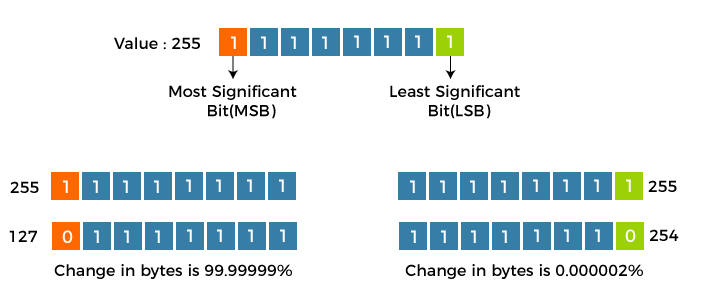 Value : 255 1 1 1 1 1 1 1 1
Most Significant
Bit(MSB)
Least Significant
Bit(LSB)
255 1 1 1 1 1 1 1 1
1 1 1 1 1 1 1 1 255
127 0 1 1 1 1 1 1 1
1 1 1 1 1 1 1 0 254
Change in bytes is 99.99999%
Change in bytes is 0.000002%